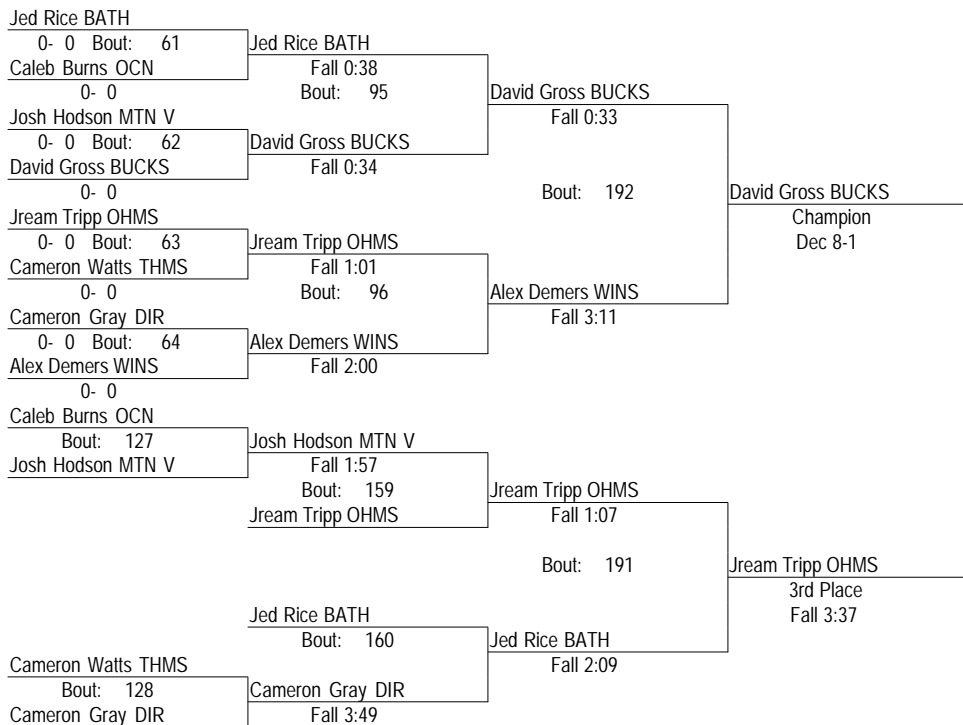 Jed Rice BATH
0- 0 Bout: 61
Jed Rice BATH
Caleb Burns OCN
Fall 0:38
0- 0
Bout: 95
David Gross BUCKS
Josh Hodson MTN V
Fall 0:33
0- 0 Bout: 62
David Gross BUCKS
David Gross BUCKS
Fall 0:34
0- 0
Bout: 192
David Gross BUCKS
Jream Tripp OHMS
Champion
0- 0 Bout: 63
Jream Tripp OHMS
Dec 8-1
Cameron Watts THMS
Fall 1:01
0- 0
Bout: 96
Alex Demers WINS
Cameron Gray DIR
Fall 3:11
0- 0 Bout: 64
Alex Demers WINS
Alex Demers WINS
Fall 2:00
0- 0
Caleb Burns OCN
Bout: 127
Josh Hodson MTN V
Josh Hodson MTN V
Fall 1:57
Bout: 159
Jream Tripp OHMS
Jream Tripp OHMS
Fall 1:07
Bout: 191
Jream Tripp OHMS
3rd Place
Fall 3:37
Jed Rice BATH
Bout: 160
Jed Rice BATH
Fall 2:09
Cameron Watts THMS
Bout: 128
Cameron Gray DIR
Cameron Gray DIR
Fall 3:49